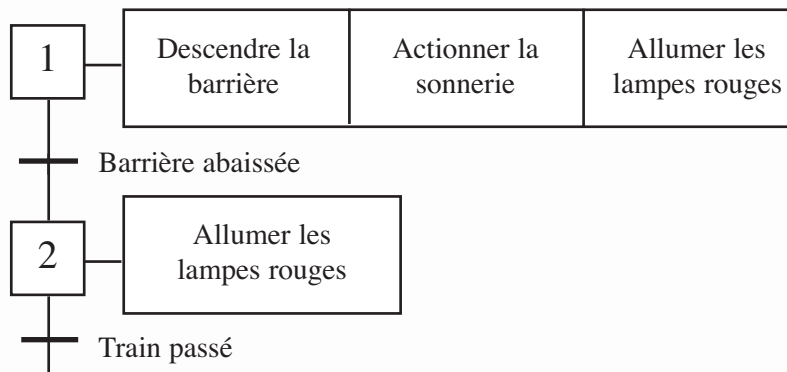 1
Descendre la
barrière
Actionner la
sonnerie
Allumer les
lampes rouges
Barrière abaissée
2
Allumer les
lampes rouges
Train passé